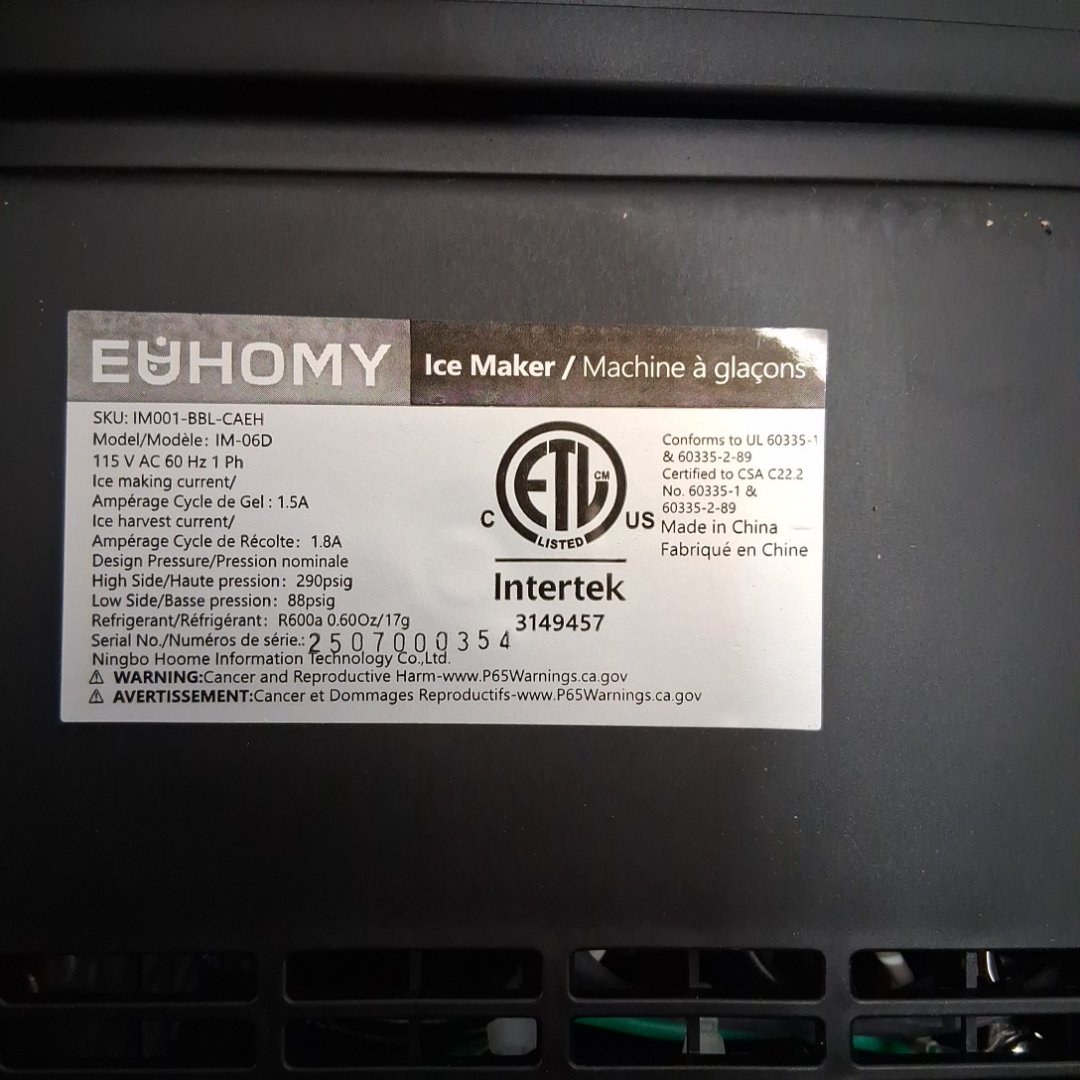 EUHOMY
Ice Maker / Machine à glaçons
SKU: IM001-BBL-CAEH
Model/Modèle: IM-06D
115 V AC 60 Hz 1 Ph
Ice making current/
Ampérage Cycle de Gel : 1.5A
Ice harvest current/
Ampérage Cycle de Récolte: 1.8A
Design Pressure/Pression nominale
High Side/Haute pression: 290psig
Low Side/Basse pression: 88psig
Refrigerant/Réfrigérant: R600a 0.60Oz/17g
Serial No./Numéros de série.: 2507000354
Ningbo Hoome Information Technology Co.,Ltd.
⚠ WARNING:Cancer and Reproductive Harm-www.P65Warnings.ca.gov
⚠ AVERTISSEMENT:Cancer et Dommages Reproductifs-www.P65Warnings.ca.gov
ETL CM
LISTED
C US
Intertek
3149457
Conforms to UL 60335-1
& 60335-2-89
Certified to CSA C22.2
No. 60335-1 &
60335-2-89
Made in China
Fabriqué en Chine